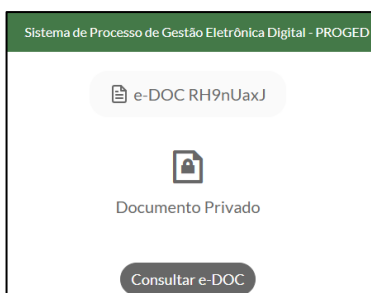 Sistema de Processo de Gestão Eletrônica Digital - PROGED
e-DOC RH9nUaxJ
Documento Privado
Consultar e-DOC